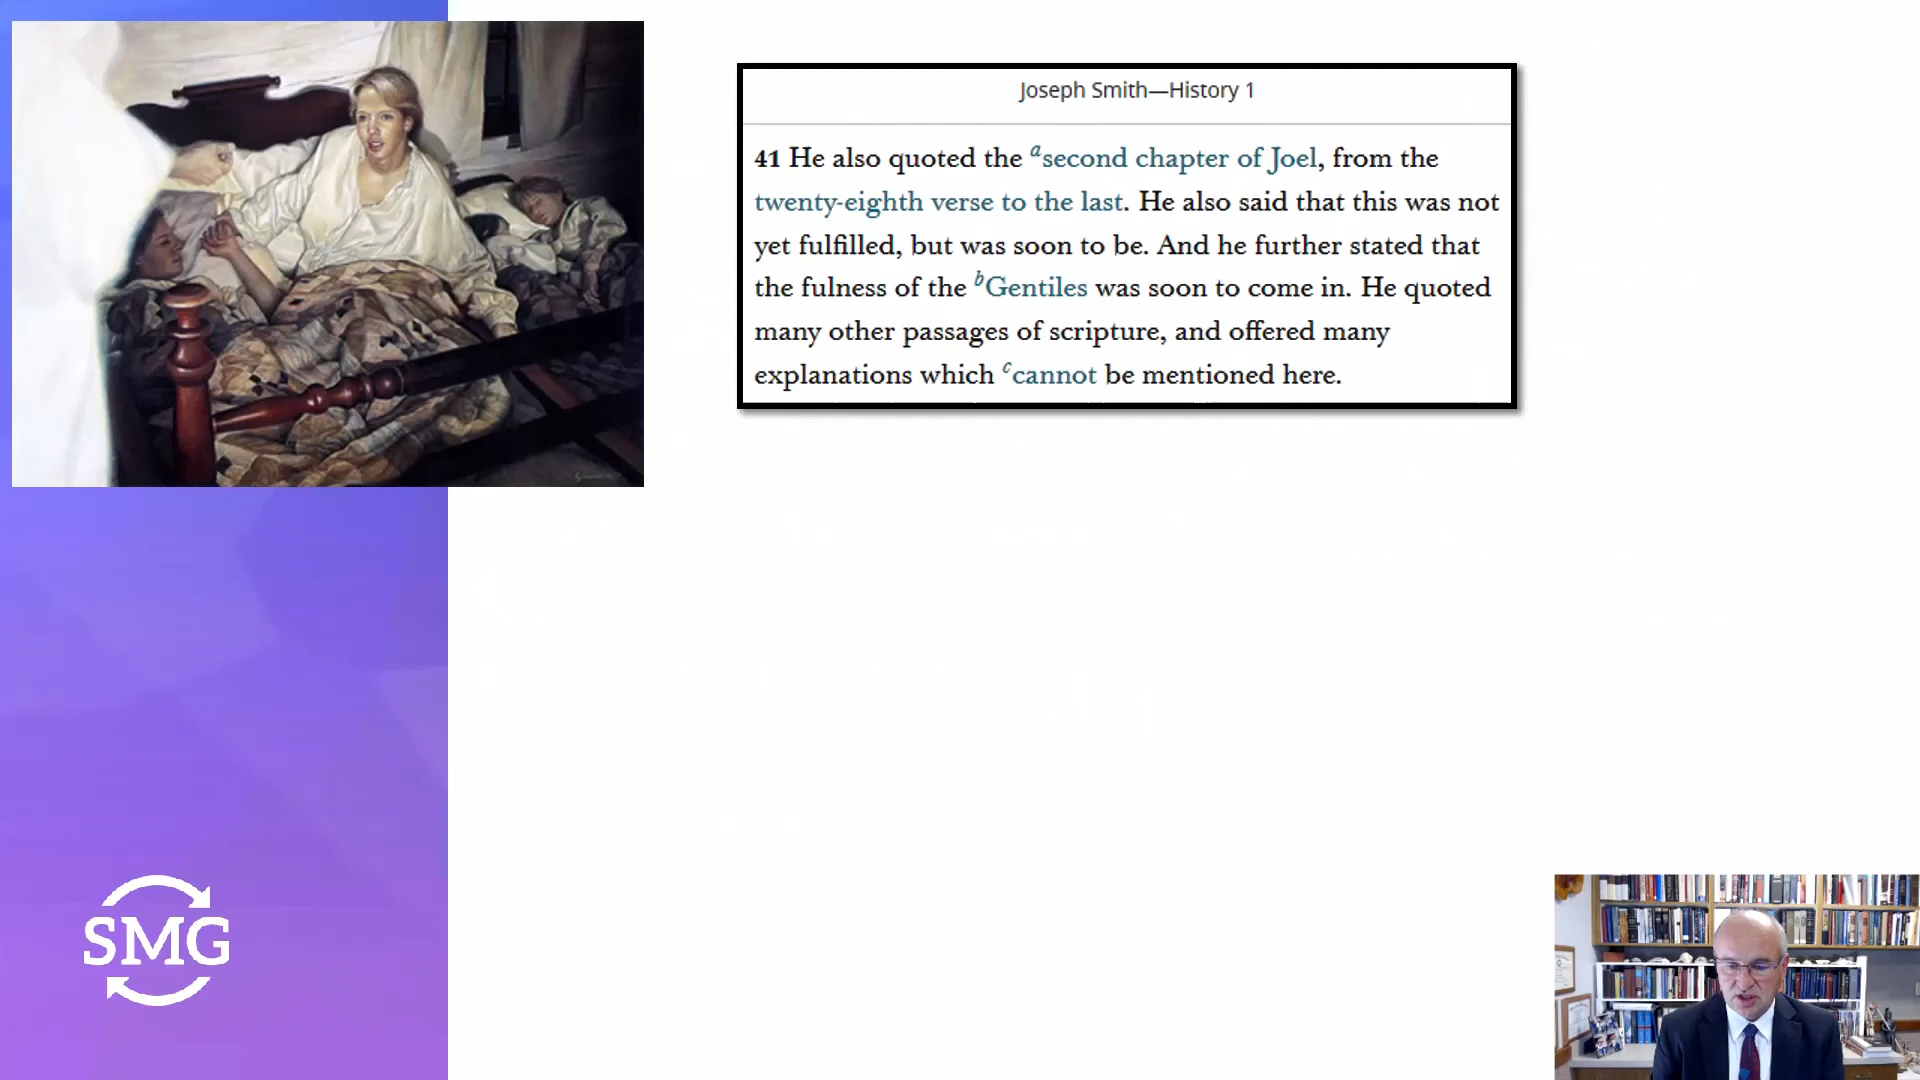 Joseph Smith—History 1
41 He also quoted the ᵃsecond chapter of Joel, from the
twenty-eighth verse to the last. He also said that this was not
yet fulfilled, but was soon to be. And he further stated that
the fulness of the ᵇGentiles was soon to come in. He quoted
many other passages of scripture, and offered many
explanations which ᶜcannot be mentioned here.
SMG